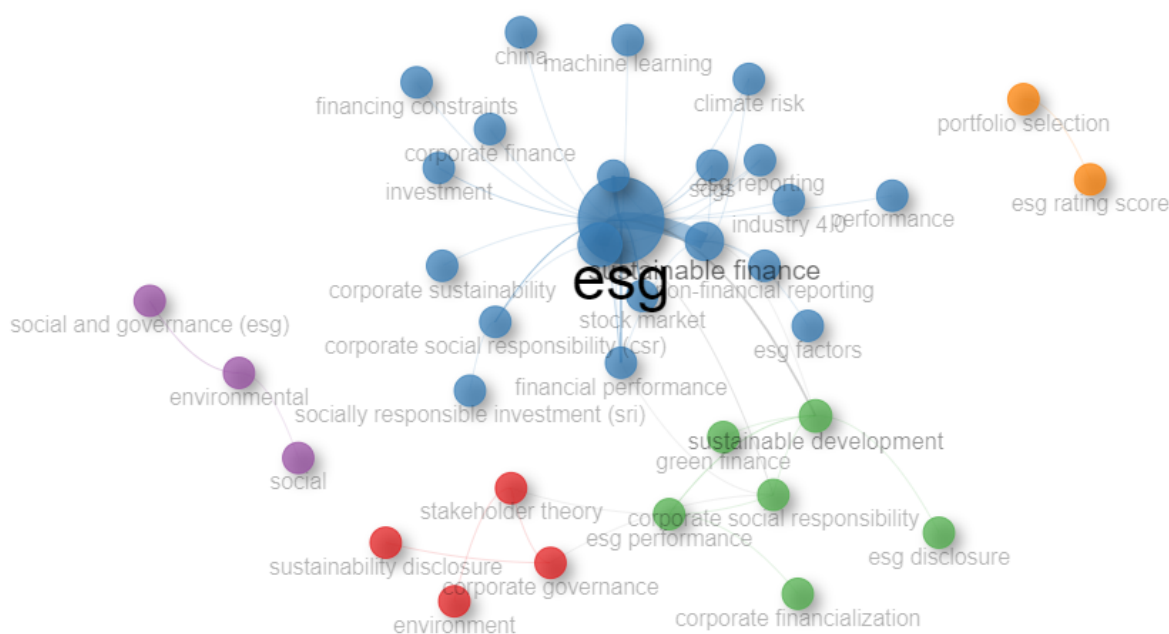 china
machine learning
financing constraints
climate risk
portfolio selection
corporate finance
investment
esg reporting
sdgs
esg rating score
industry 4.0
performance
sustainable finance
esg
corporate sustainability
non-financial reporting
social and governance (esg)
stock market
corporate social responsibility (csr)
esg factors
environmental
financial performance
socially responsible investment (sri)
sustainable development
green finance
social
stakeholder theory
corporate social responsibility
esg performance
esg disclosure
sustainability disclosure
corporate governance
environment
corporate financialization